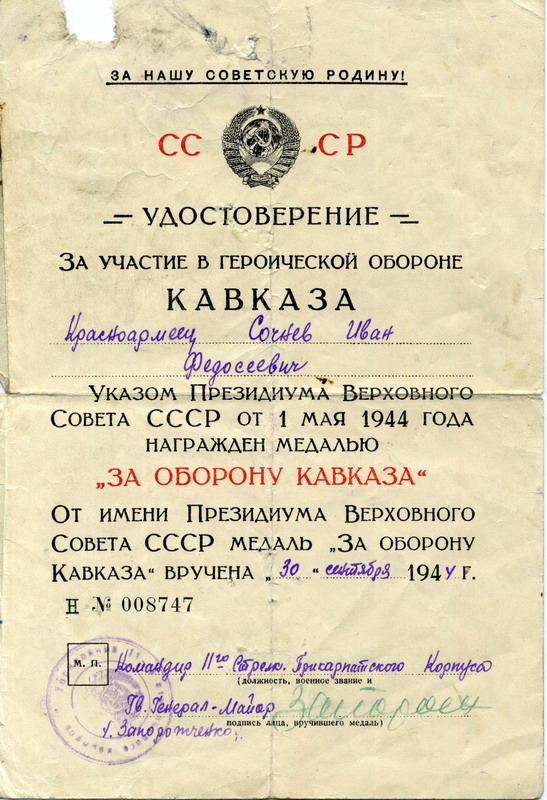 ЗА НАШУ СОВЕТСКУЮ РОДИНУ!
СС СР
УДОСТОВЕРЕНИЕ
ЗА УЧАСТИЕ В ГЕРОИЧЕСКОЙ ОБОРОНЕ
КАВКАЗА
Красноармеец Сочнев Иван
Федосеевич
УКАЗОМ ПРЕЗИДИУМА ВЕРХОВНОГО
СОВЕТА СССР ОТ 1 МАЯ 1944 ГОДА
НАГРАЖДЕН МЕДАЛЬЮ
„ЗА ОБОРОНУ КАВКАЗА“
ОТ ИМЕНИ ПРЕЗИДИУМА ВЕРХОВНОГО
СОВЕТА СССР МЕДАЛЬ „ЗА ОБОРОНУ
КАВКАЗА“ ВРУЧЕНА „30“ сентября 1944 Г.
Н № 008747
М. П. Командир 11го Стрелк. Прикарпатского Корпуса
(должность, военное звание и
Гв. Генерал-Майор
подпись лица, вручившего медаль)
Запорожченко